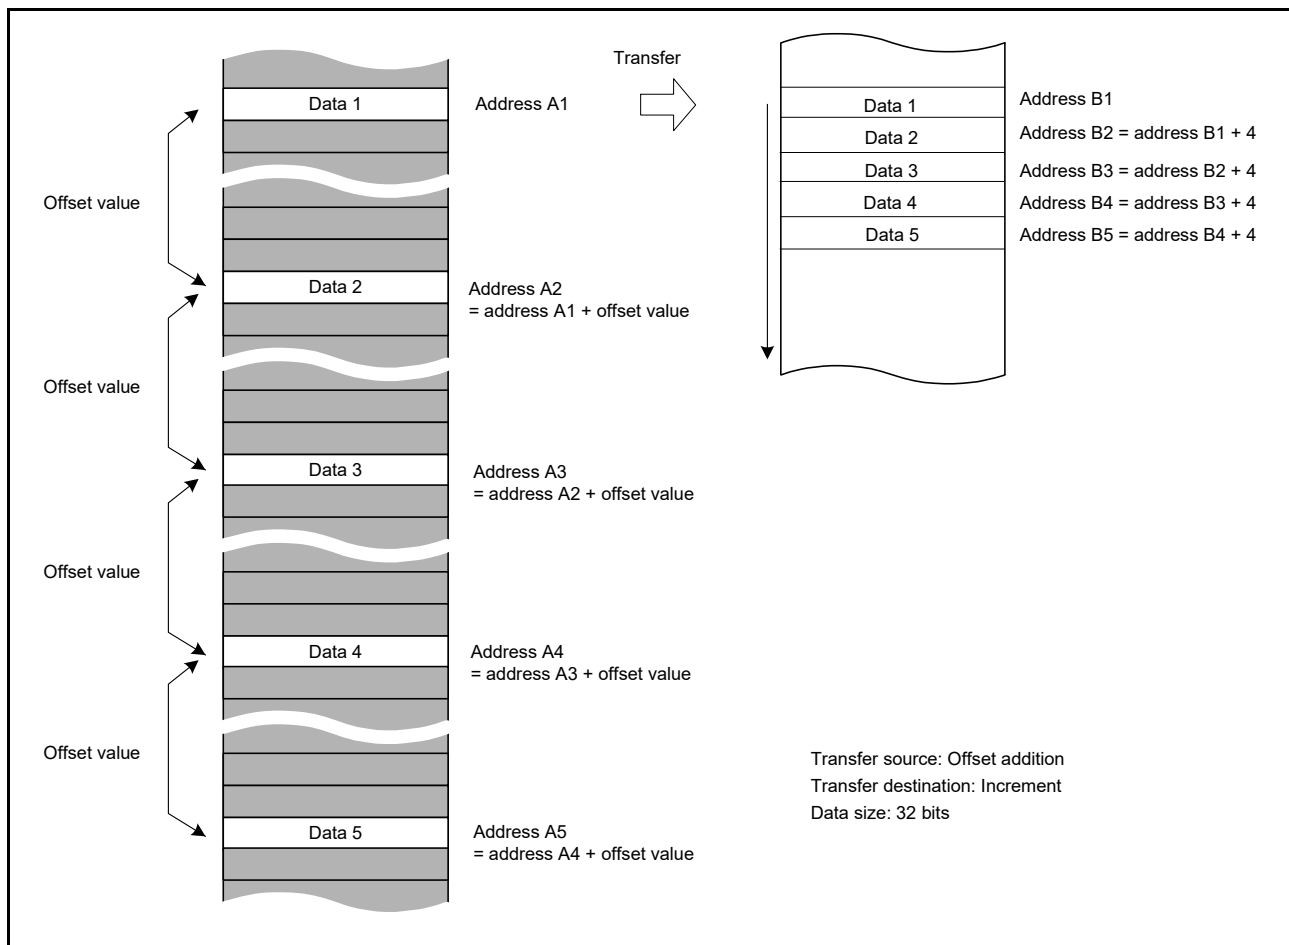 Transfer
Data 1
Address A1
Data 1
Address B1
Data 2
Address B2 = address B1 + 4
Data 3
Address B3 = address B2 + 4
Data 4
Address B4 = address B3 + 4
Data 5
Address B5 = address B4 + 4
Offset value
Data 2
Address A2
= address A1 + offset value
Offset value
Data 3
Address A3
= address A2 + offset value
Offset value
Data 4
Address A4
= address A3 + offset value
Offset value
Data 5
Address A5
= address A4 + offset value
Transfer source: Offset addition
Transfer destination: Increment
Data size: 32 bits